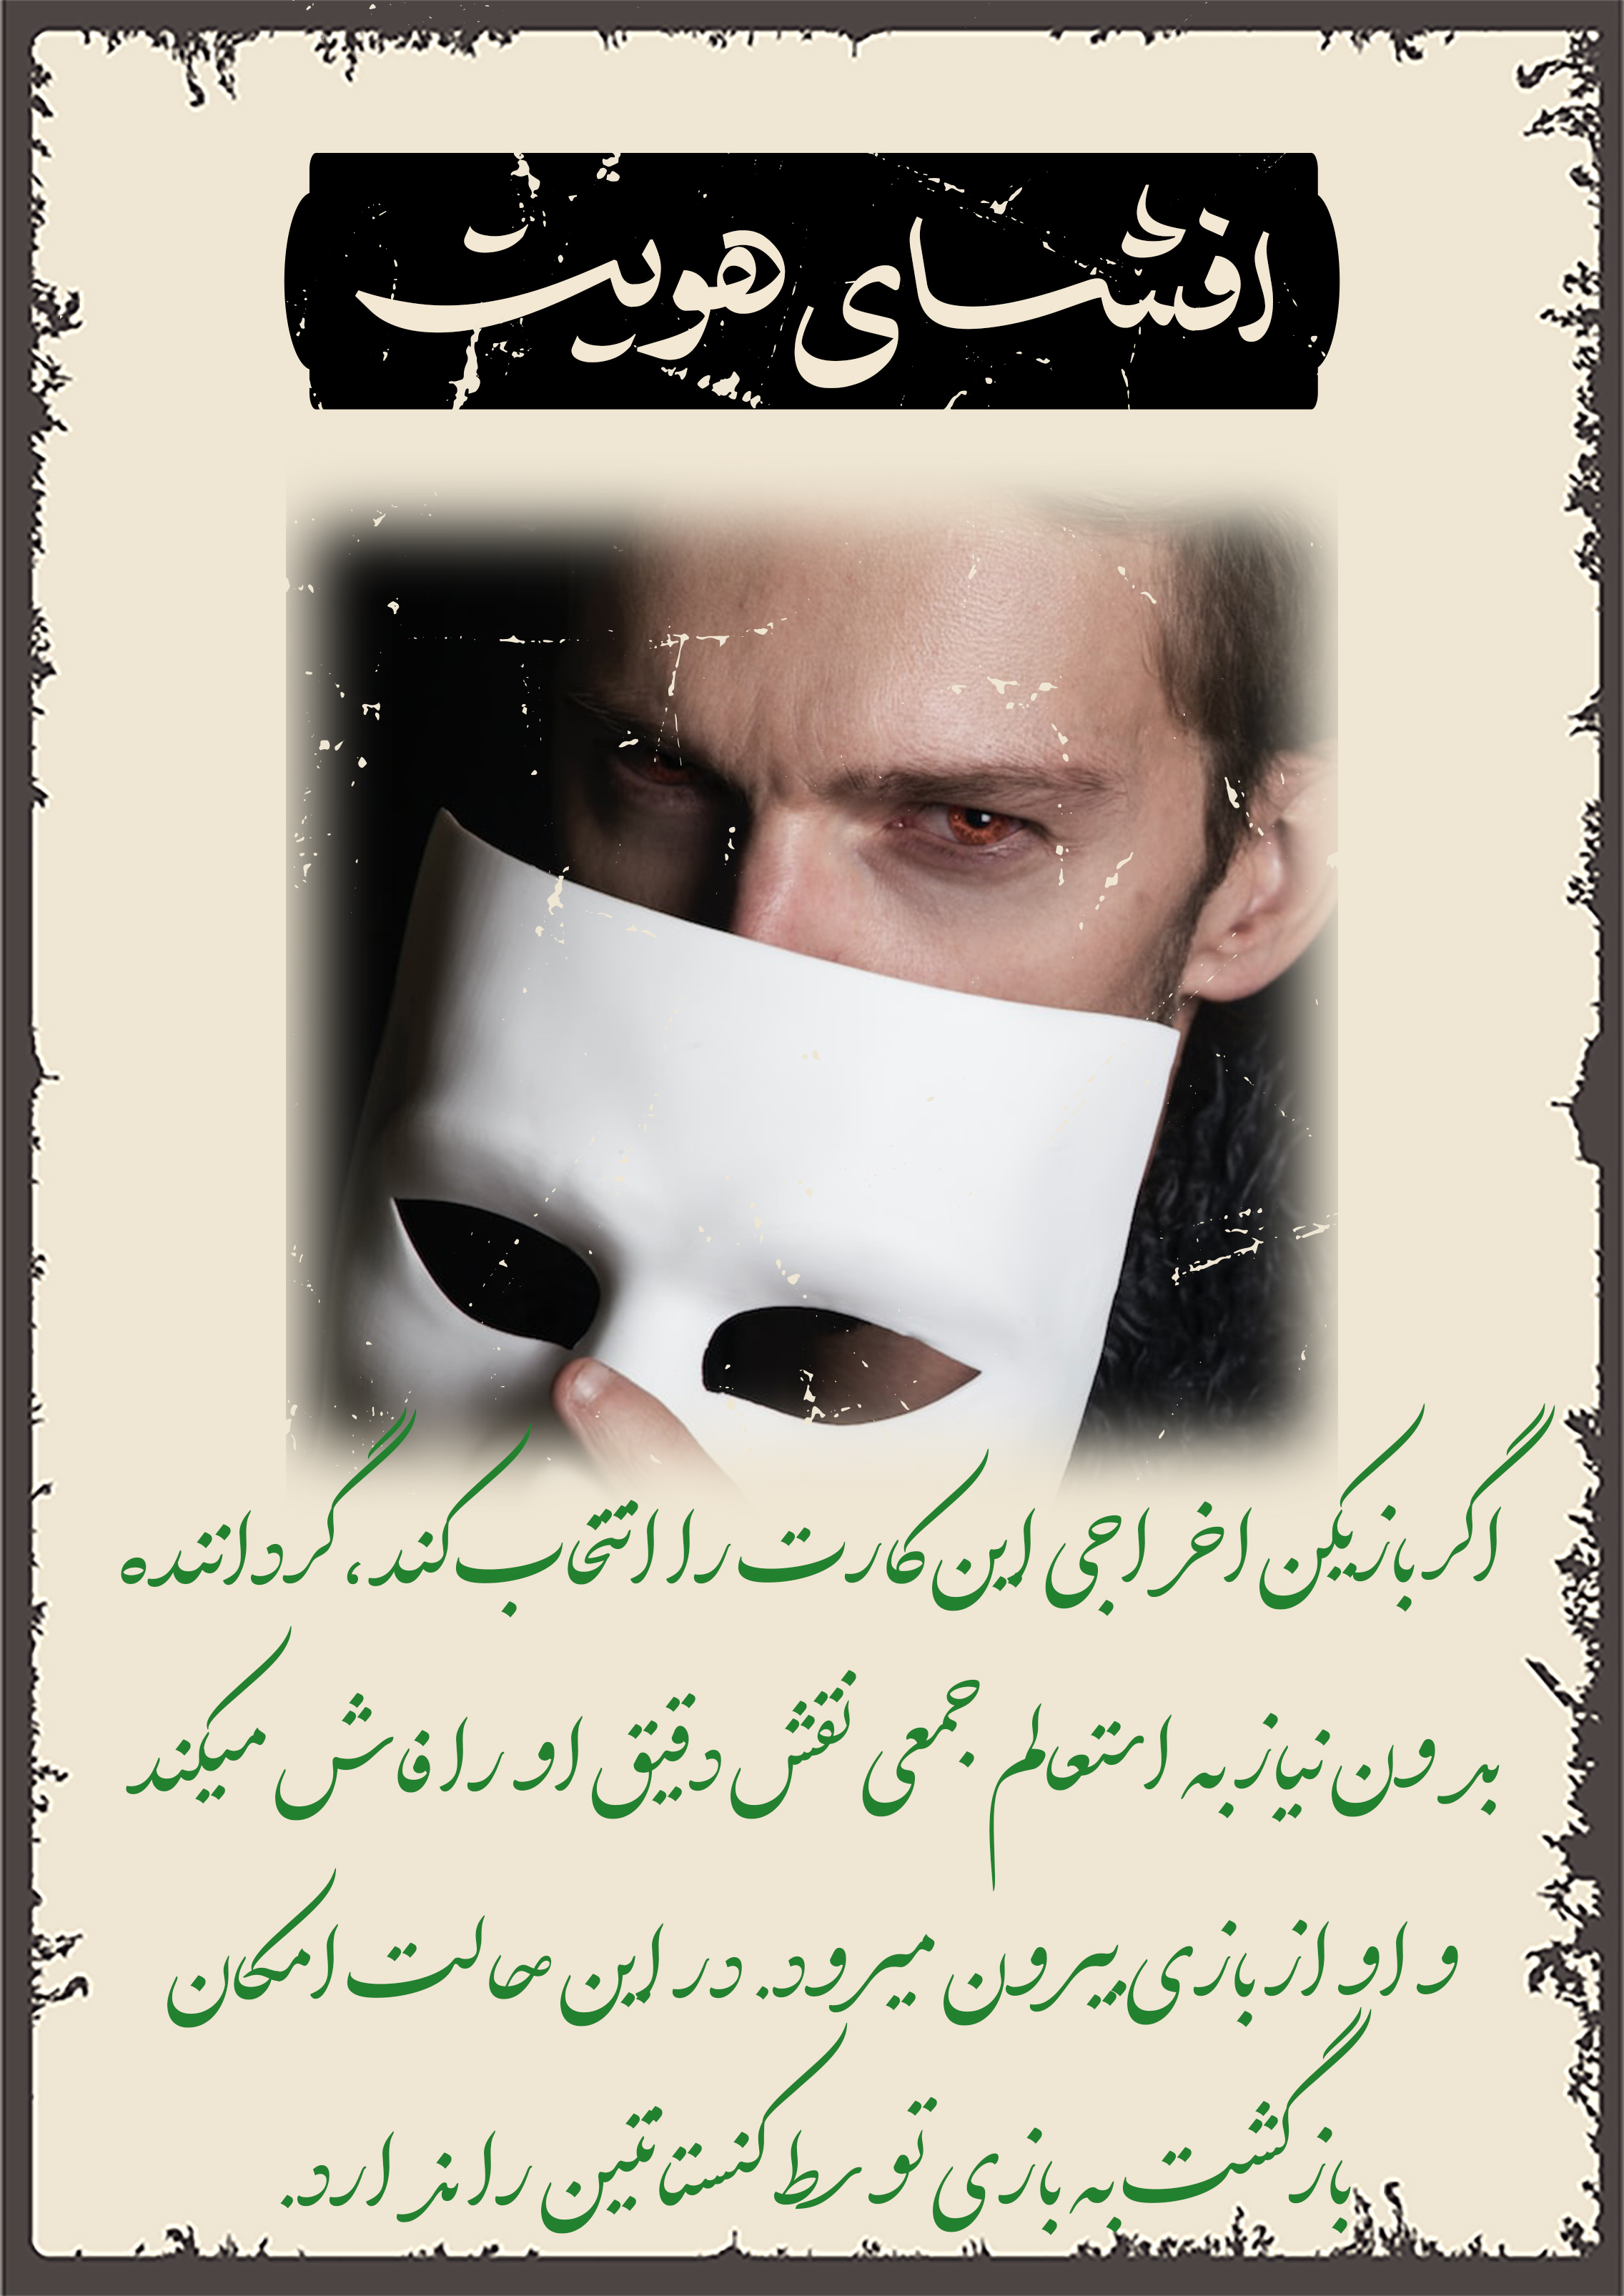 افشای هویت
اگر بازیکن اخراجی این کارت را انتخاب کند، گرداننده
بدون نیاز به استعالم جمعی نقش دقیق او را فاش میکند
و او از بازی بیرون میرود. در این حالت امکان
بازگشت به بازی توسط کنستانتین را ندارد.